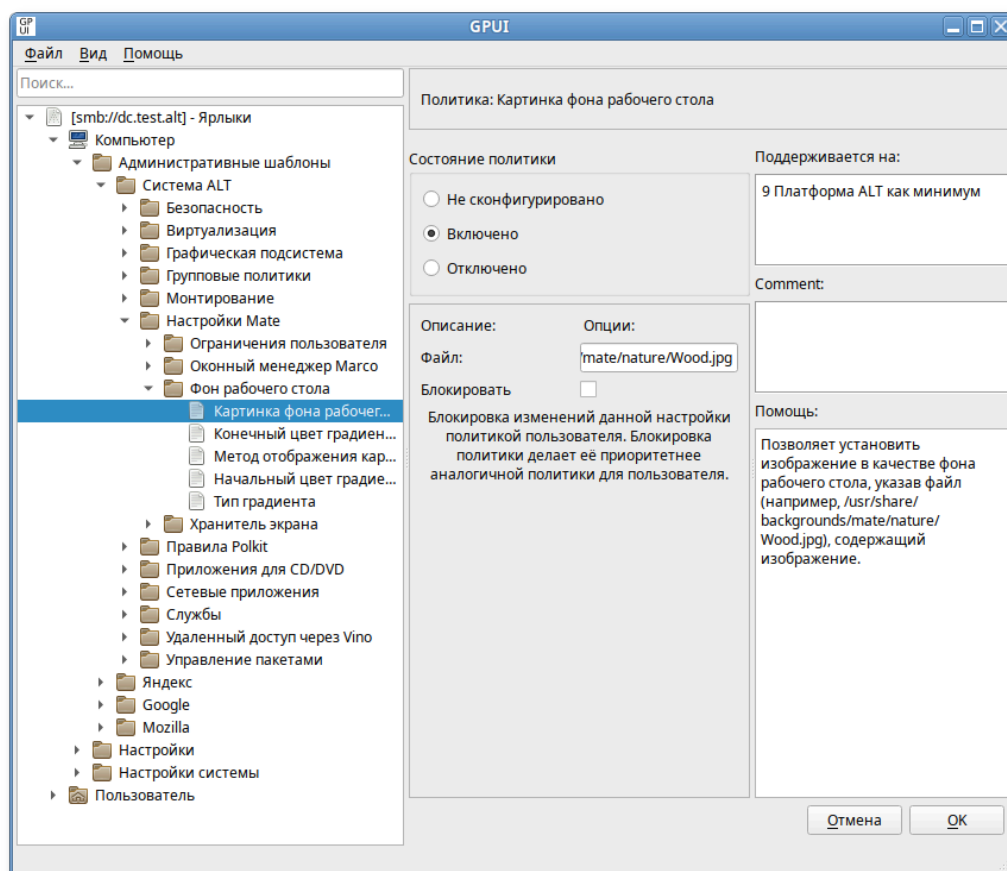 GP
UI
GPUI
Файл Вид Помощь
Поиск...
[smb://dc.test.alt] - Ярлыки
Компьютер
Административные шаблоны
Система ALT
Безопасность
Виртуализация
Графическая подсистема
Групповые политики
Монтирование
Настройки Mate
Ограничения пользователя
Оконный менеджер Marco
Фон рабочего стола
Картинка фона рабочег...
Конечный цвет градиен...
Метод отображения кар...
Начальный цвет градие...
Тип градиента
Хранитель экрана
Правила Polkit
Приложения для CD/DVD
Сетевые приложения
Службы
Удаленный доступ через Vino
Управление пакетами
Яндекс
Google
Mozilla
Настройки
Настройки системы
Пользователь
Политика: Картинка фона рабочего стола
Состояние политики
Не сконфигурировано
Включено
Отключено
Описание: Опции:
Файл: /mate/nature/Wood.jpg
Блокировать
Блокировка изменений данной настройки
политикой пользователя. Блокировка
политики делает её приоритетнее
аналогичной политики для пользователя.
Поддерживается на:
9 Платформа ALT как минимум
Comment:
Помощь:
Позволяет установить
изображение в качестве фона
рабочего стола, указав файл
(например, /usr/share/
backgrounds/mate/nature/
Wood.jpg), содержащий
изображение.
Отмена OK